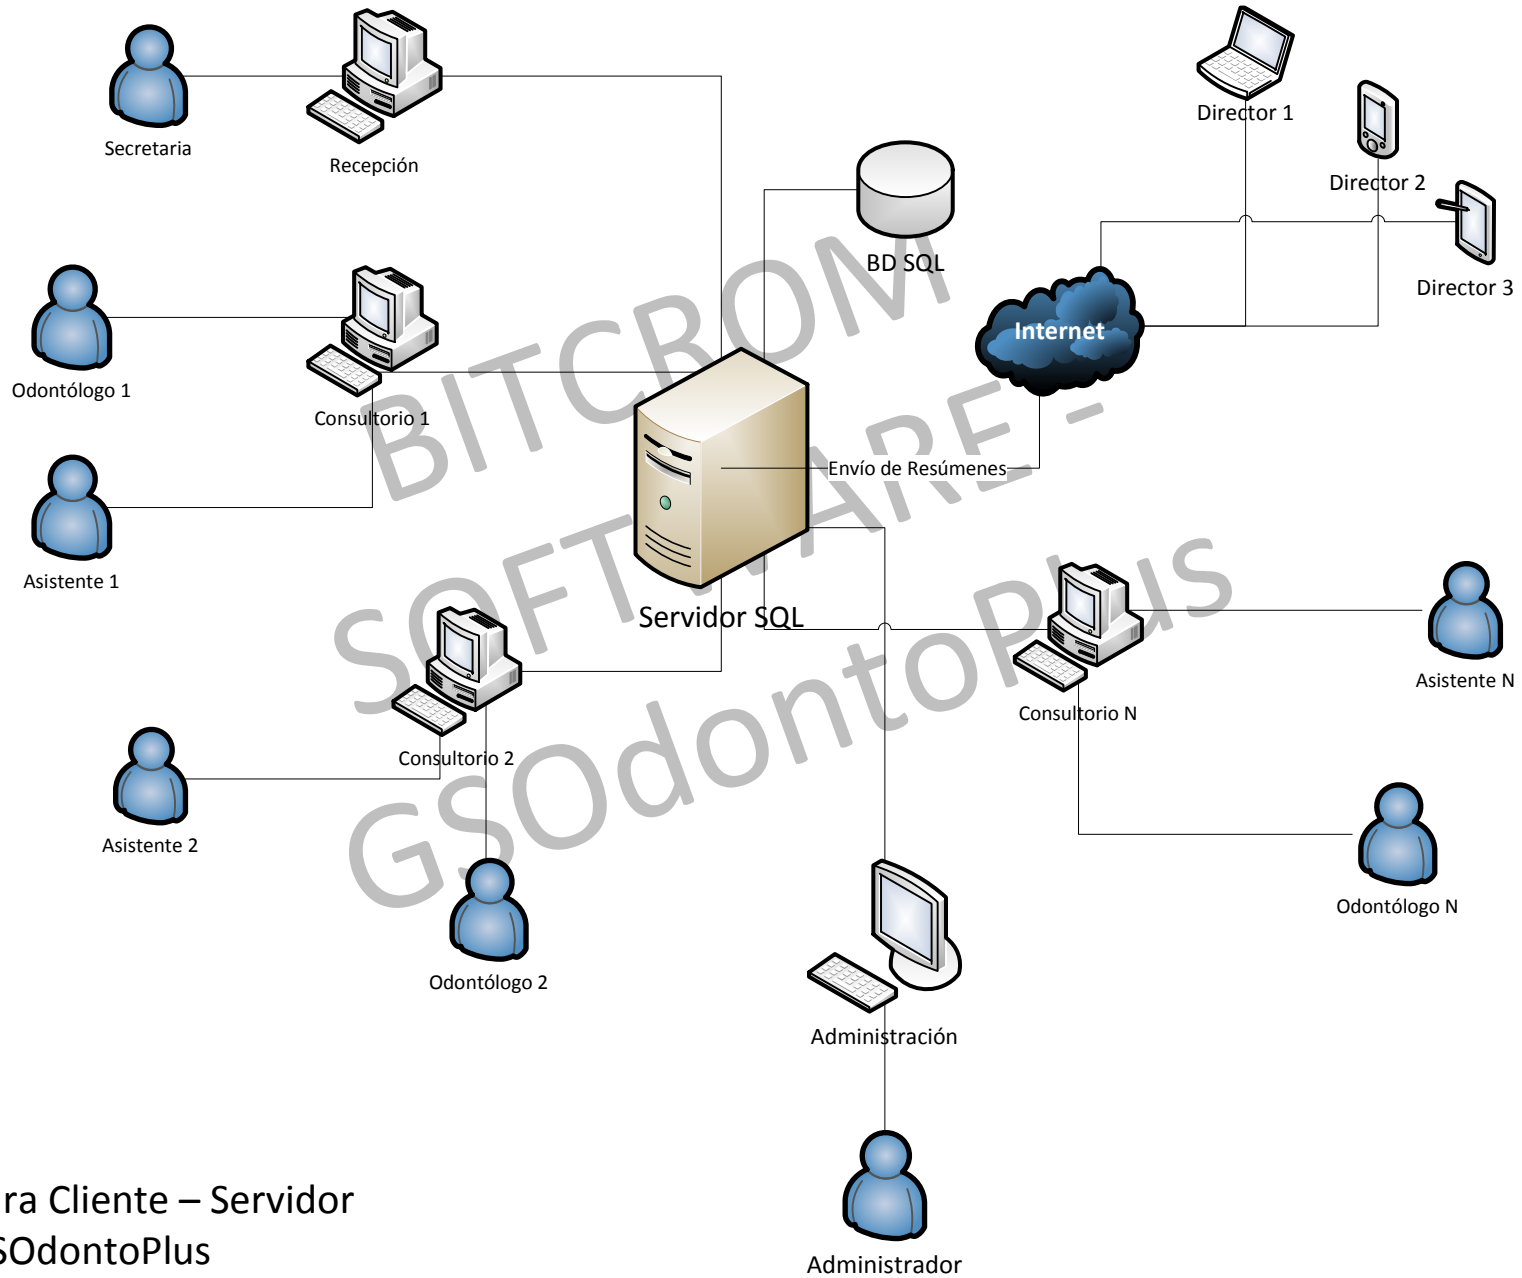 Secretaria
Recepción
Director 1
Director 2
Director 3
BD SQL
Internet
Odontólogo 1
Consultorio 1
Envío de Resúmenes
Asistente 1
Servidor SQL
Asistente N
Consultorio N
Consultorio 2
Asistente 2
Odontólogo N
Odontólogo 2
Administración
Administrador
BITCROM
SOFTWARE -
GSOdontoPlus
ra Cliente – Servidor
SOdontoPlus